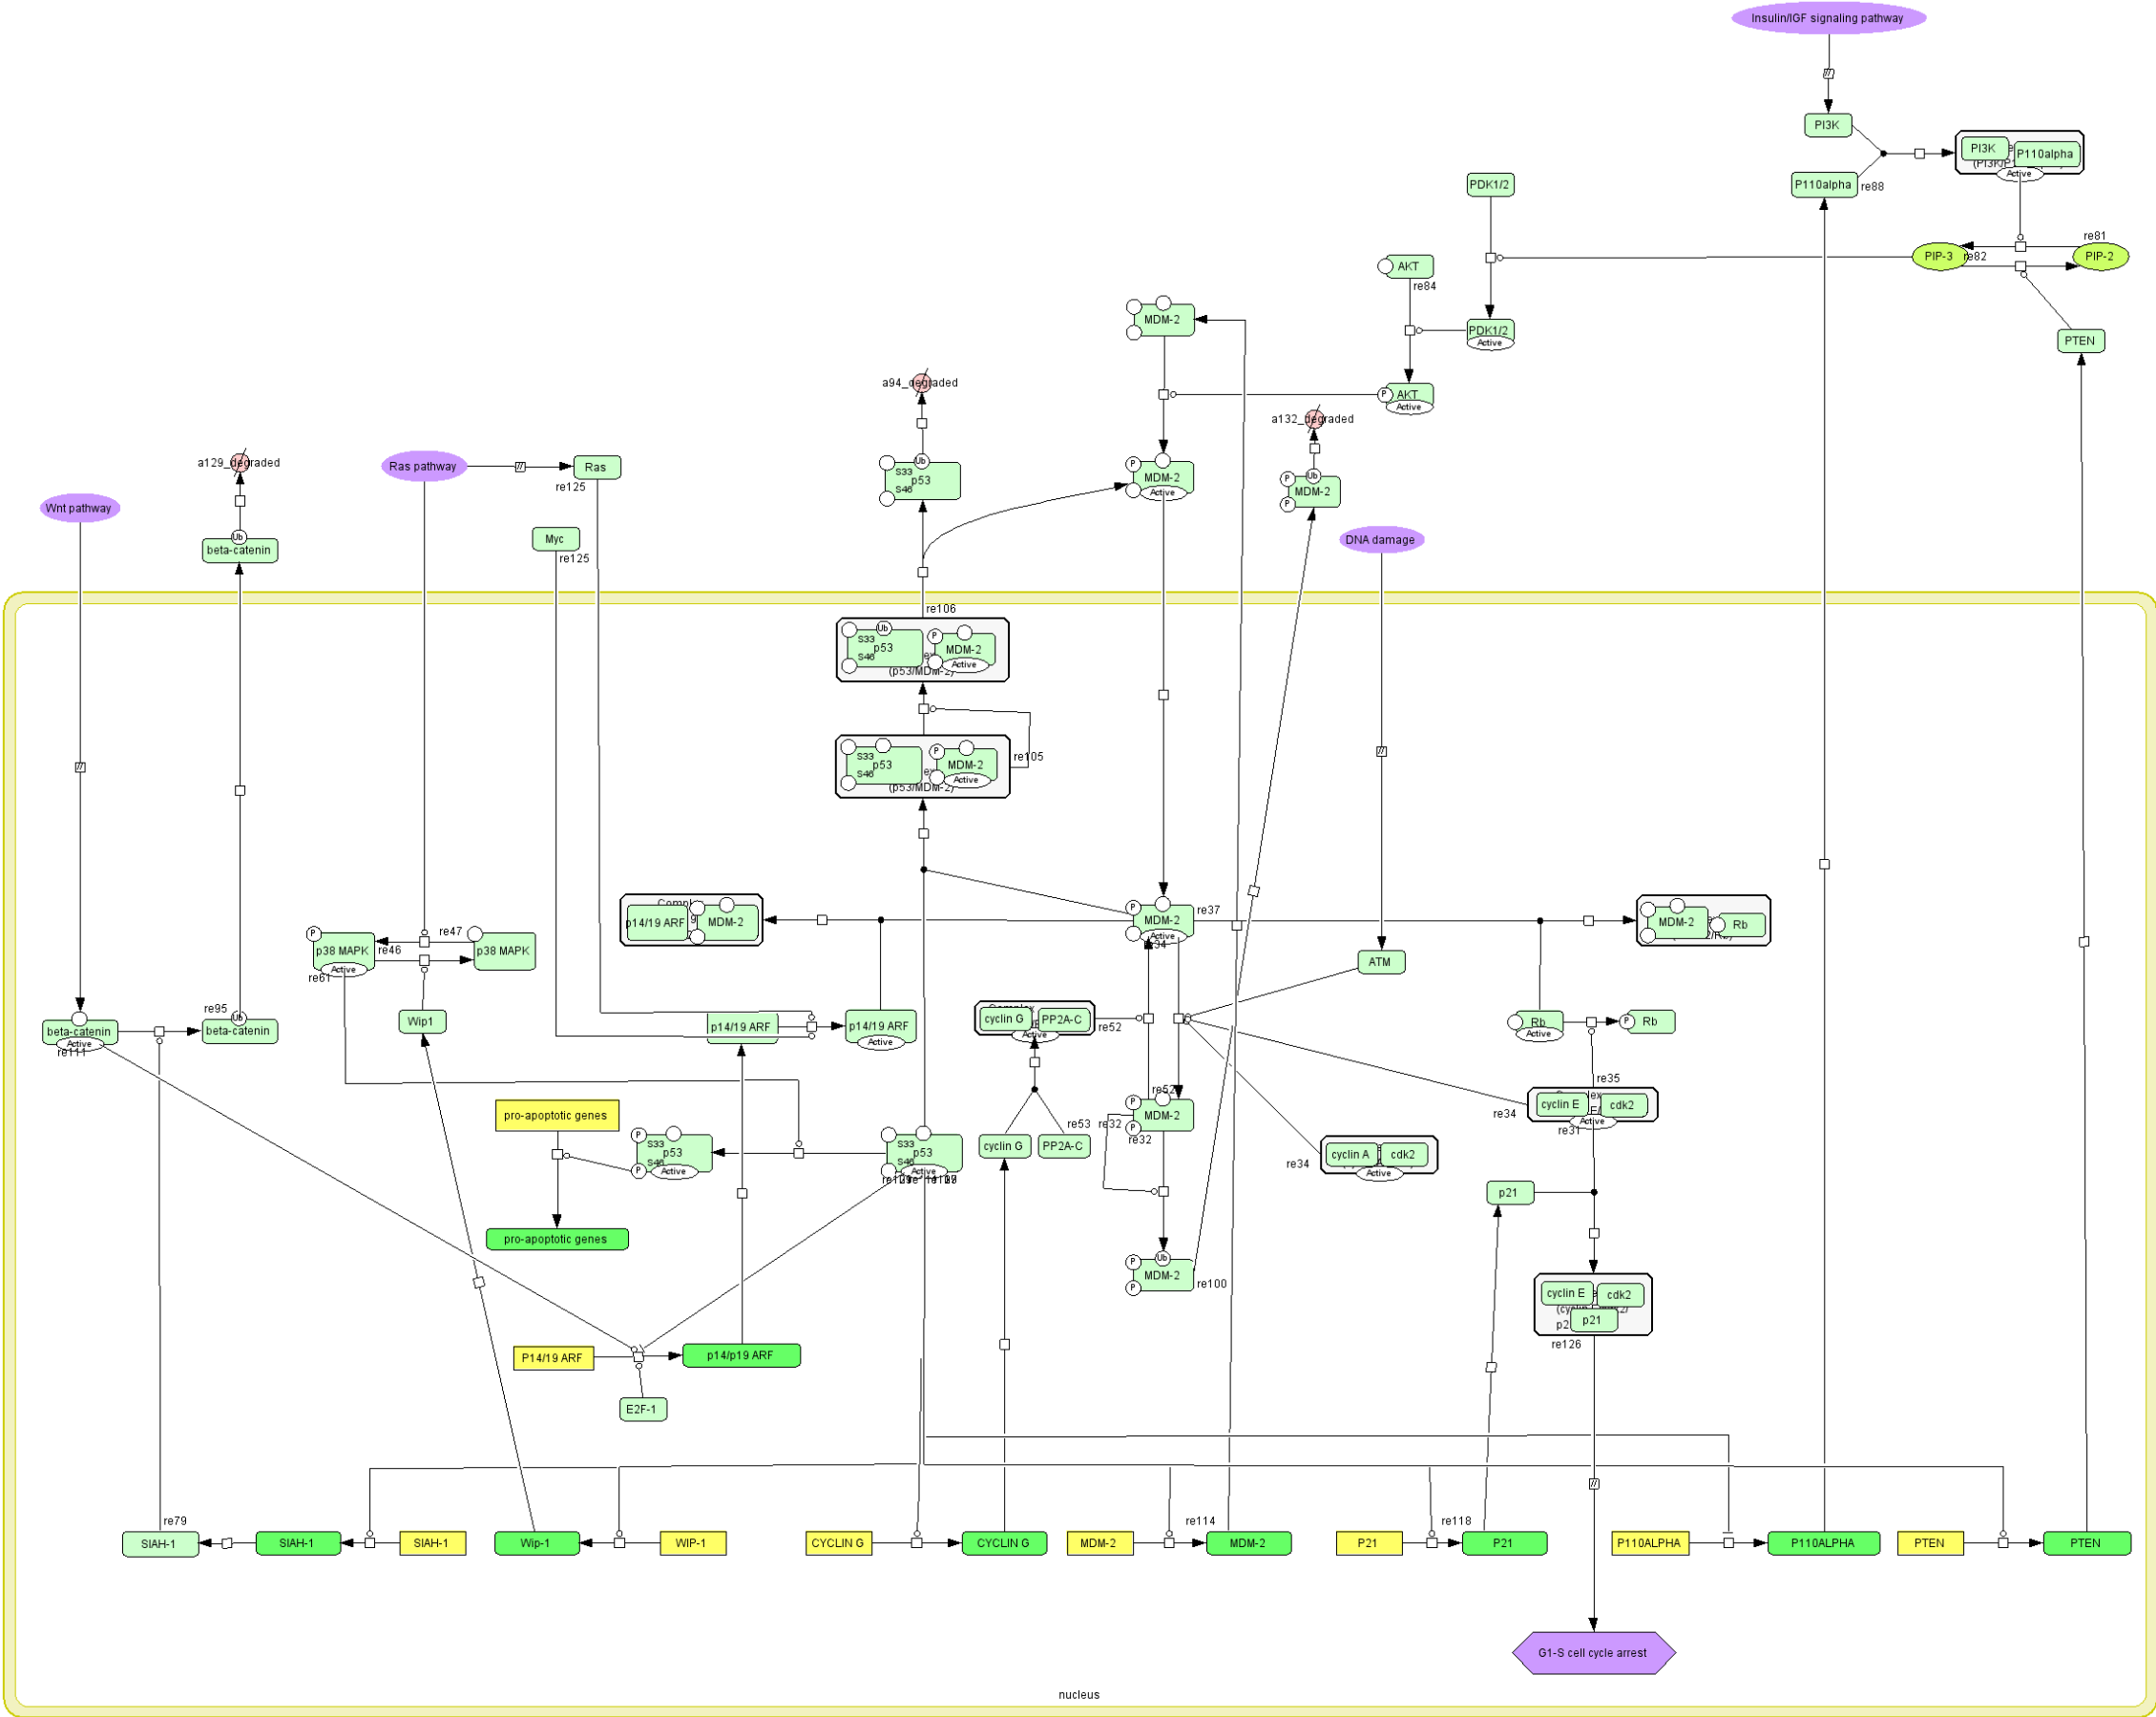 Insulin/IGF signaling pathway
PI3K
PI3K
P110alpha
Active
P110alpha
re88
PDK1/2
re81
PIP-3
re82
PIP-2
AKT
re84
MDM-2
PDK1/2
Active
PTEN
a94_degraded
P
AKT
Active
a132_degraded
a129_degraded
Ras pathway
Ras
re125
Ub
S33
p53
S46
P
MDM-2
Active
Ub
P
MDM-2
P
Wnt pathway
Myc
re125
DNA damage
Ub
beta-catenin
re106
Ub
S33
p53
S46
P
MDM-2
Active
(p53/MDM-2)
S33
p53
S46
P
MDM-2
Active
re105
(p53/MDM-2)
p14/19 ARF
MDM-2
P
MDM-2
Active
re37
re34
MDM-2
Rb
P
p38 MAPK
Active
re61
re46
re47
p38 MAPK
ATM
re95
beta-catenin
Active
re111
Ub
beta-catenin
Wip1
p14/19 ARF
p14/19 ARF
Active
cyclin G
PP2A-C
Active
re52
Rb
Active
P
Rb
re35
cyclin E
cdk2
Active
re34
re31
re52
P
MDM-2
P
re32
re32
pro-apoptotic genes
P
S33
p53
S46
P
Active
S33
p53
S46
Active
cyclin G
re53
PP2A-C
cyclin A
cdk2
Active
re34
p21
pro-apoptotic genes
Ub
P
MDM-2
P
re100
cyclin E
cdk2
p21
re126
P14/19 ARF
p14/p19 ARF
E2F-1
re79
SIAH-1
SIAH-1
SIAH-1
Wip-1
WIP-1
CYCLIN G
CYCLIN G
MDM-2
re114
MDM-2
P21
re118
P21
P110ALPHA
P110ALPHA
PTEN
PTEN
G1-S cell cycle arrest
nucleus